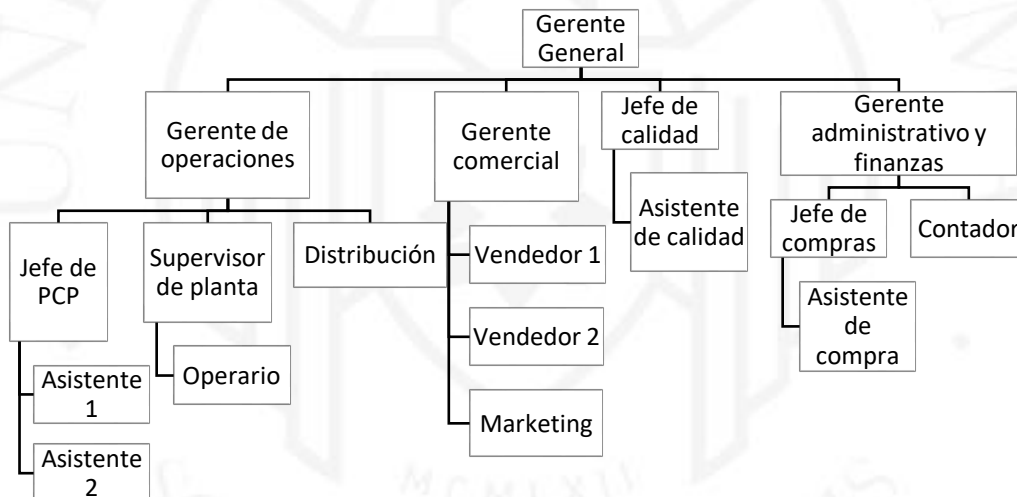 Gerente
General
Gerente de
operaciones
Gerente
comercial
Jefe de
calidad
Gerente
administrativo y
finanzas
Jefe de
PCP
Supervisor
de planta
Distribución
Vendedor 1
Asistente
de calidad
Jefe de
compras
Contador
Asistente
1
Operario
Vendedor 2
Asistente
de
compra
Asistente
2
Marketing
MCMLXII